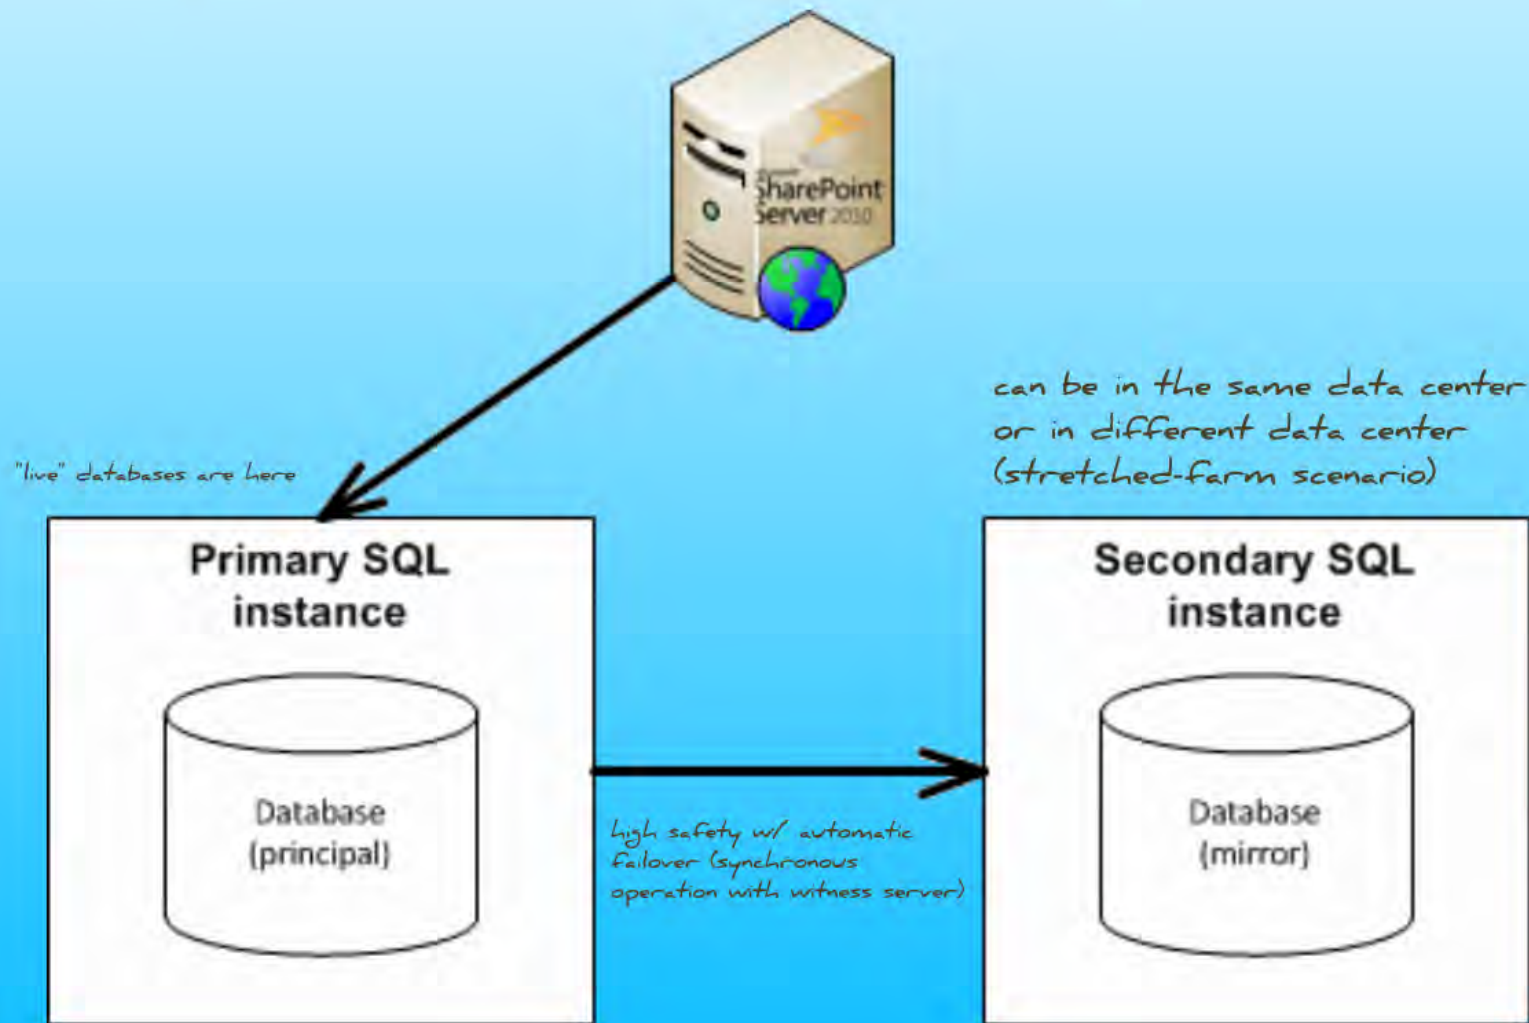 SharePoint
Server 2010
can be in the same data center
or in different data center
(stretched-farm scenario)
"live" databases are here
Primary SQL
instance
Secondary SQL
instance
Database
(principal)
high safety w/ automatic
failover (synchronous
operation with witness server)
Database
(mirror)